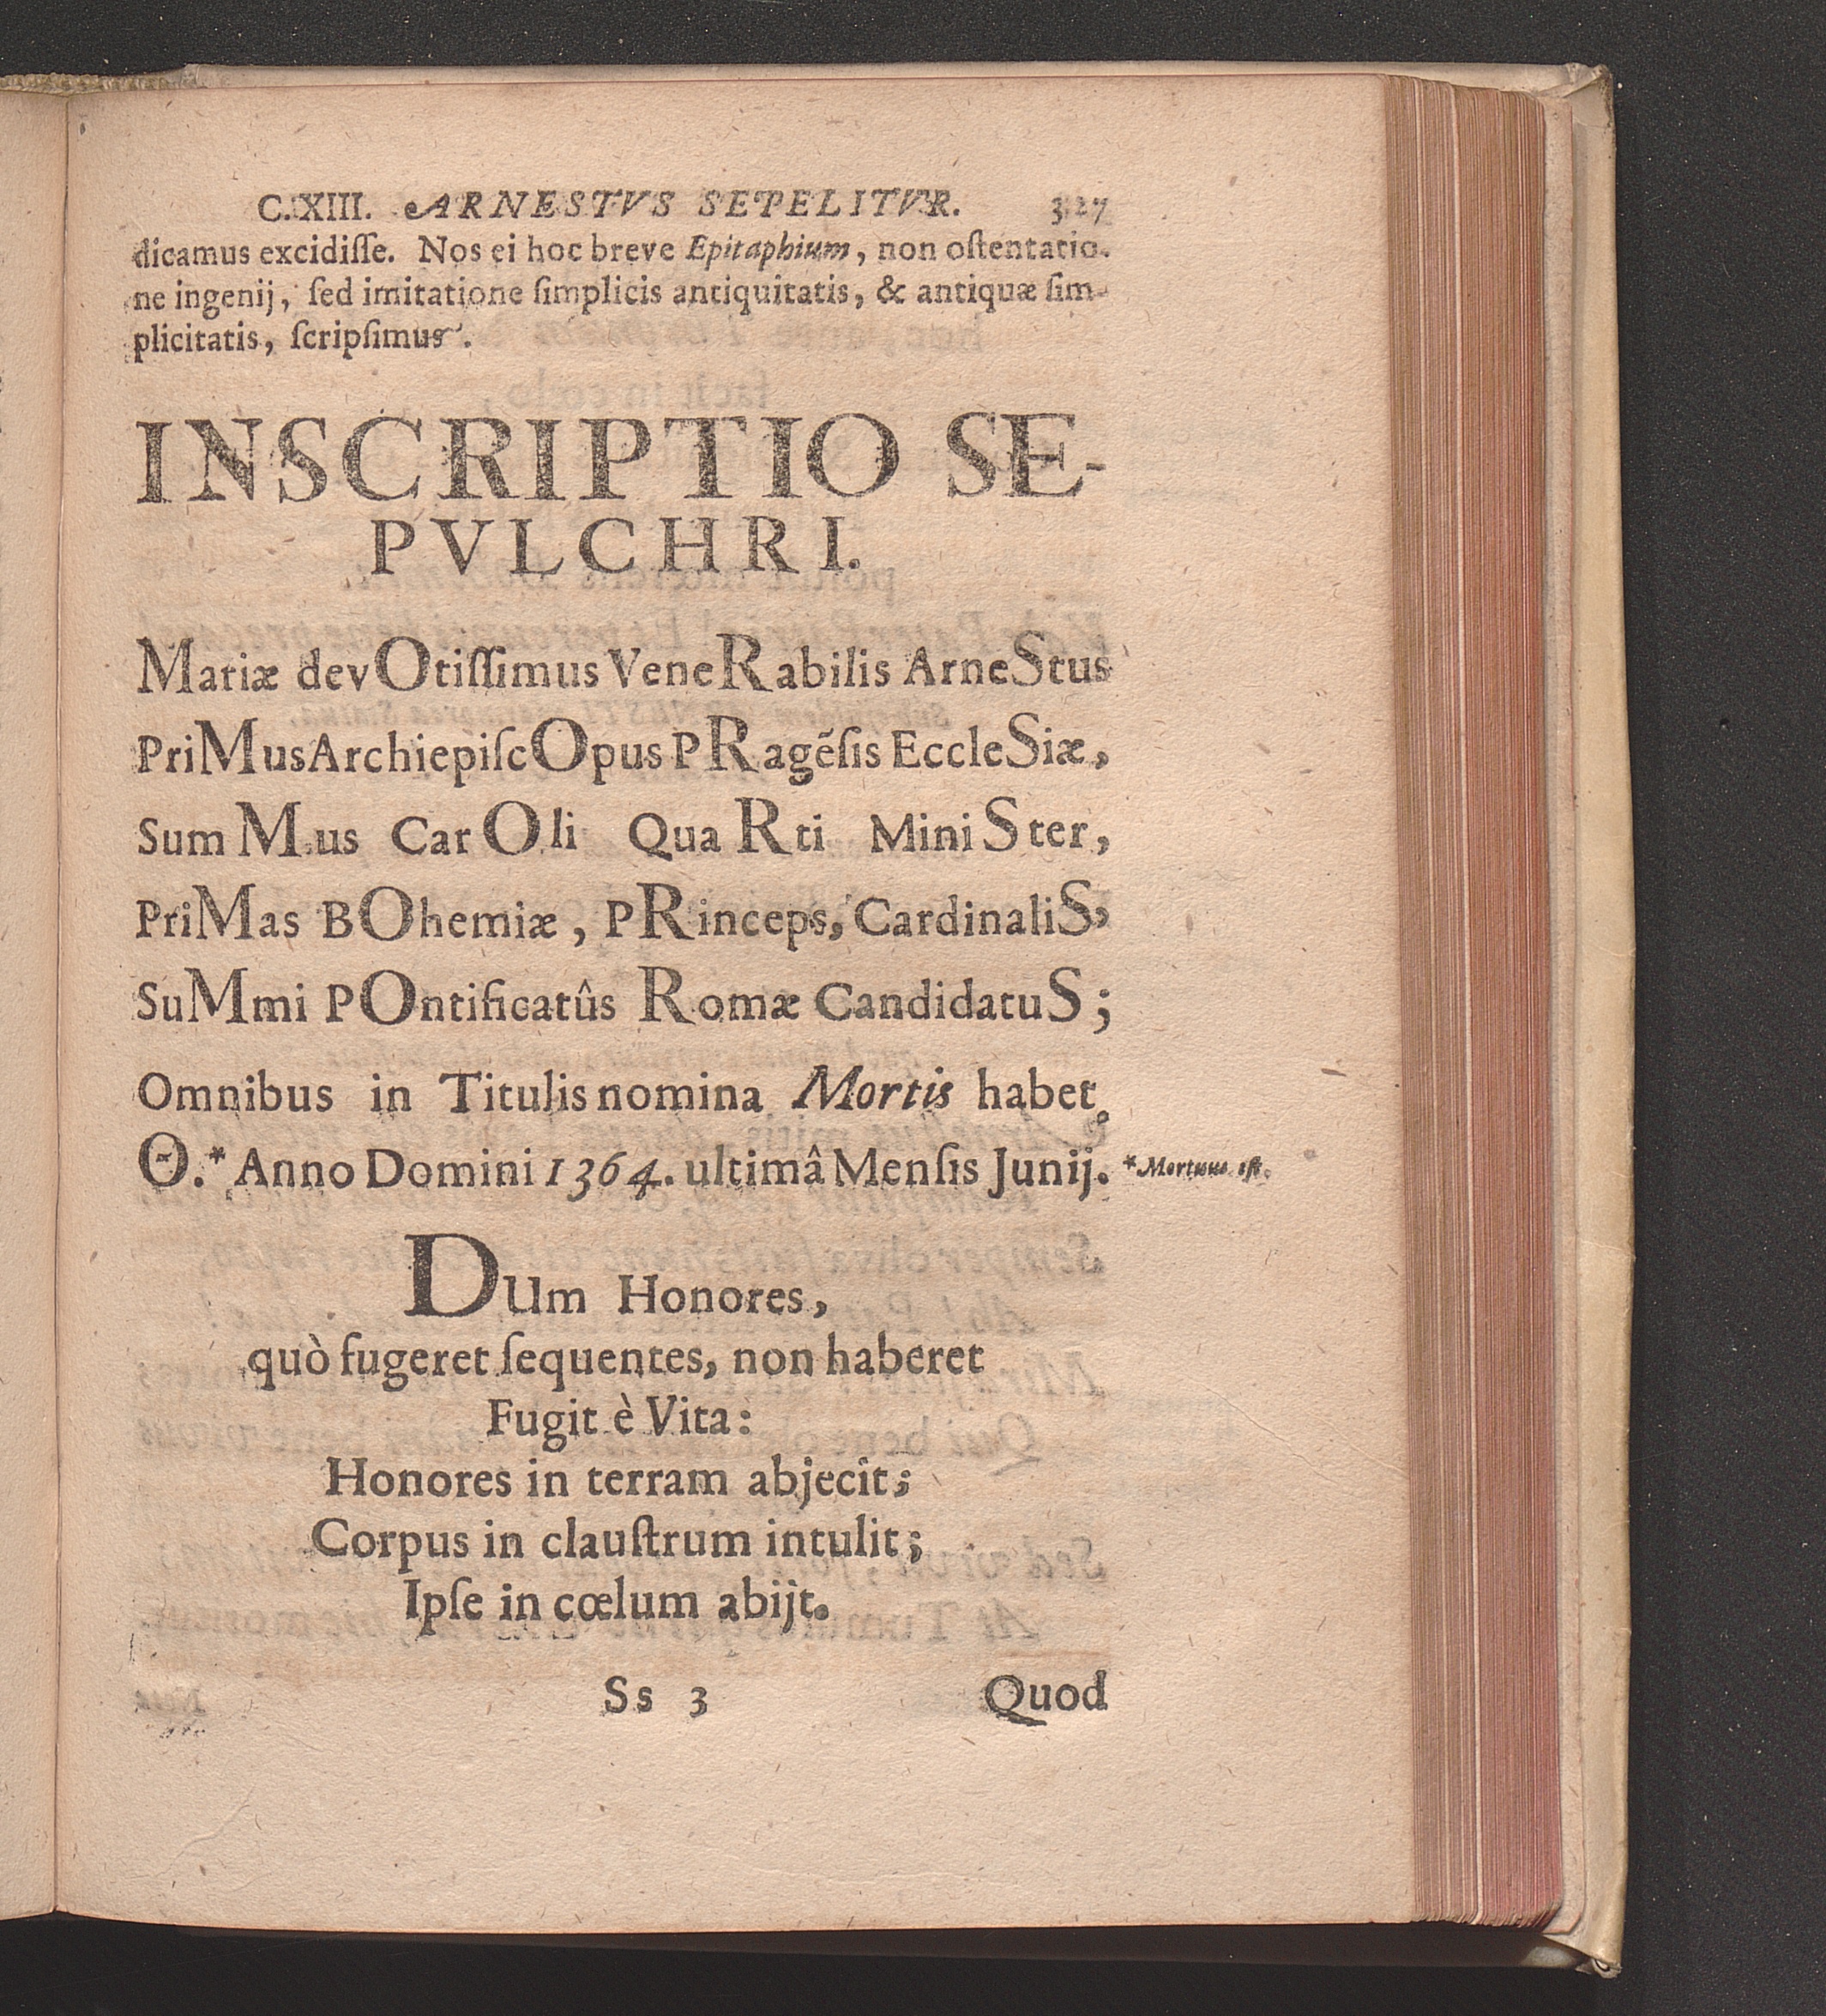 C. XIII. ARNESTVS SEPELITVR. 327
dicamus excidiſſe. Nos ei hoc breve Epitaphium, non oſtentatio-
ne ingenij, ſed imitatione ſimplicis antiquitatis, & antiquæ ſim-
plicitatis, ſcripſimus.
INSCRIPTIO SE-
PVLCHRI.
Mariæ devOtiſſimus VeneRabilis ArneStus
PriMus ArchiepiſcOpus PRagẽſis EccleSiæ,
SumMus CarOli QuaRti MiniSter,
PriMas BOhemiæ, PRinceps, CardinaliS,
SuMmi POntificatûs Romæ CandidatuS;
Omnibus in Titulis nomina Mortis habet.
Θ.* Anno Domini 1364. ultimâ Menſis Junij. *Mortuus eſt.
DUm Honores,
quò fugeret ſequentes, non haberet
Fugit è Vita:
Honores in terram abjecit;
Corpus in clauſtrum intulit;
Ipſe in cœlum abijt.
Ss 3 Quod